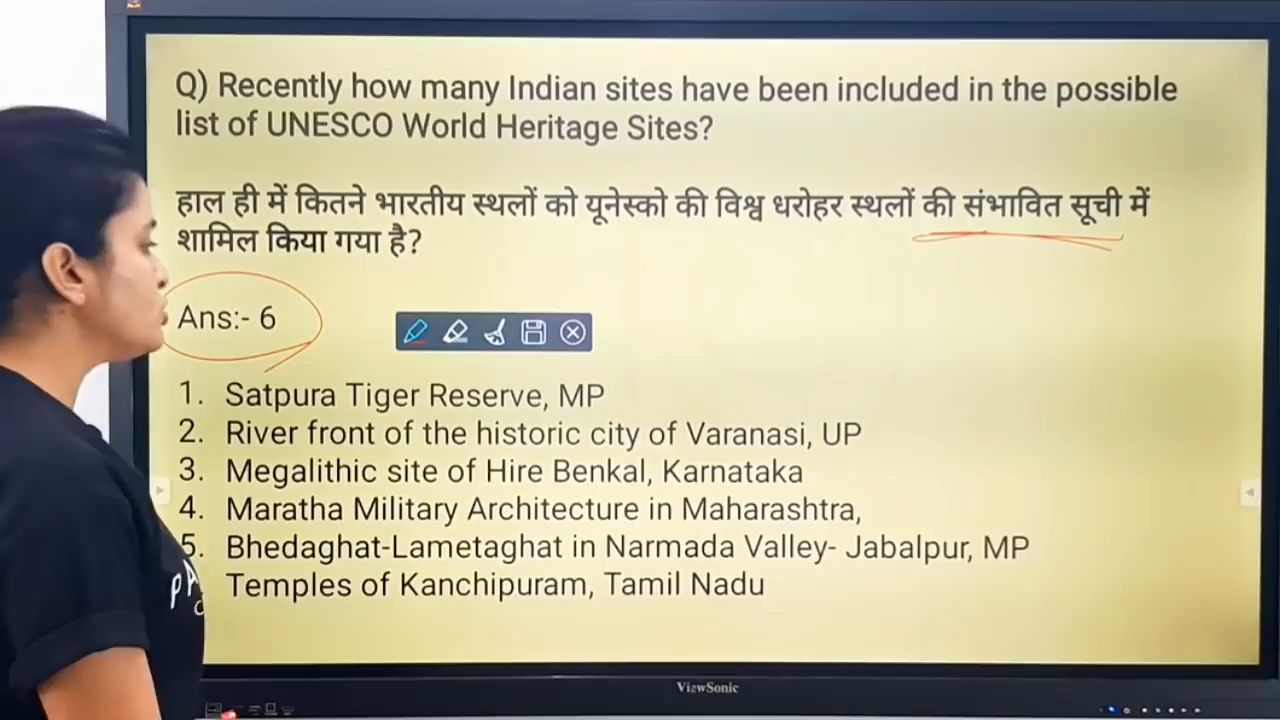 Q) Recently how many Indian sites have been included in the possible
list of UNESCO World Heritage Sites?
हाल ही में कितने भारतीय स्थलों को यूनेस्को की विश्व धरोहर स्थलों की संभावित सूची में
शामिल किया गया है?
Ans:- 6
1. Satpura Tiger Reserve, MP
2. River front of the historic city of Varanasi, UP
3. Megalithic site of Hire Benkal, Karnataka
4. Maratha Military Architecture in Maharashtra,
5. Bhedaghat-Lametaghat in Narmada Valley- Jabalpur, MP
Temples of Kanchipuram, Tamil Nadu
ViewSonic